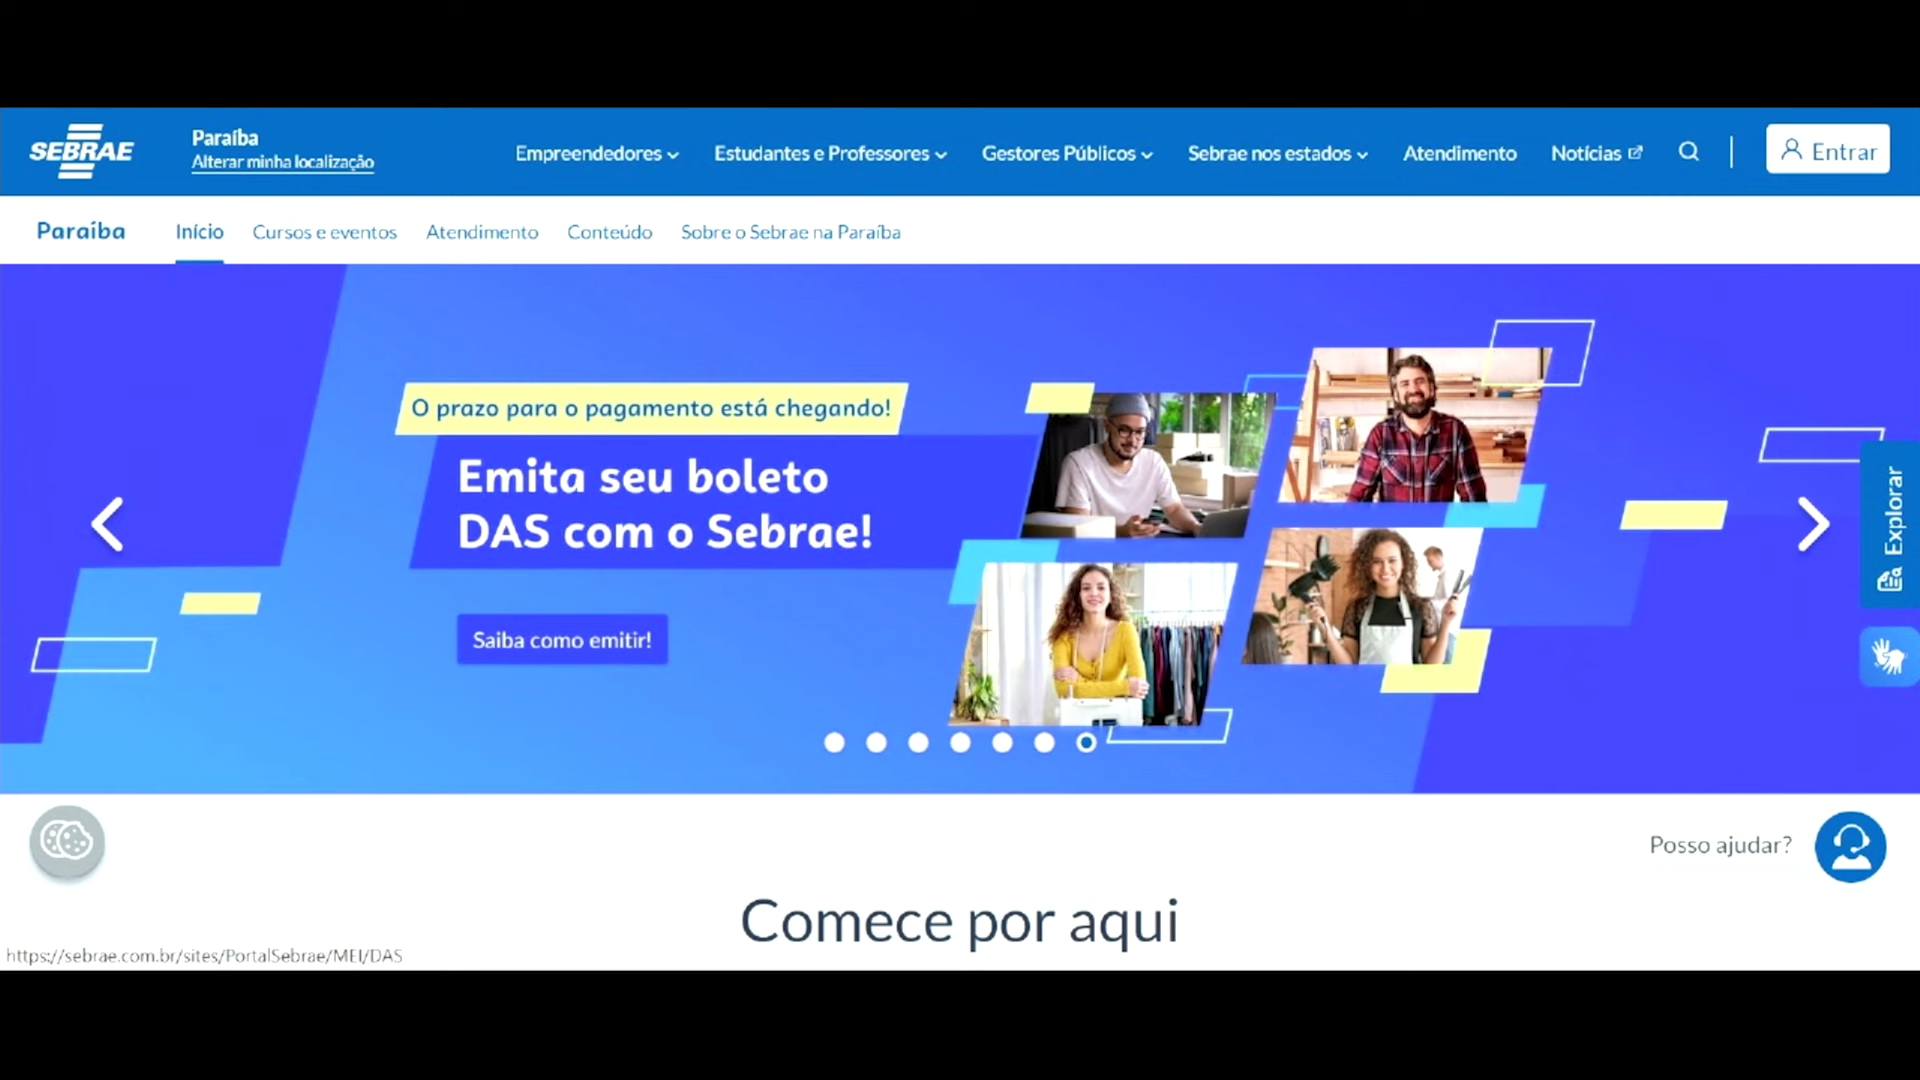 SEBRAE
Paraíba
Alterar minha localização
Empreendedores
Estudantes e Professores
Gestores Públicos
Sebrae nos estados
Atendimento
Notícias
Entrar
Paraíba
Início
Cursos e eventos
Atendimento
Conteúdo
Sobre o Sebrae na Paraíba
O prazo para o pagamento está chegando!
Emita seu boleto
DAS com o Sebrae!
Saiba como emitir!
Explorar
Posso ajudar?
Comece por aqui
https://sebrae.com.br/sites/PortalSebrae/MEI/DAS